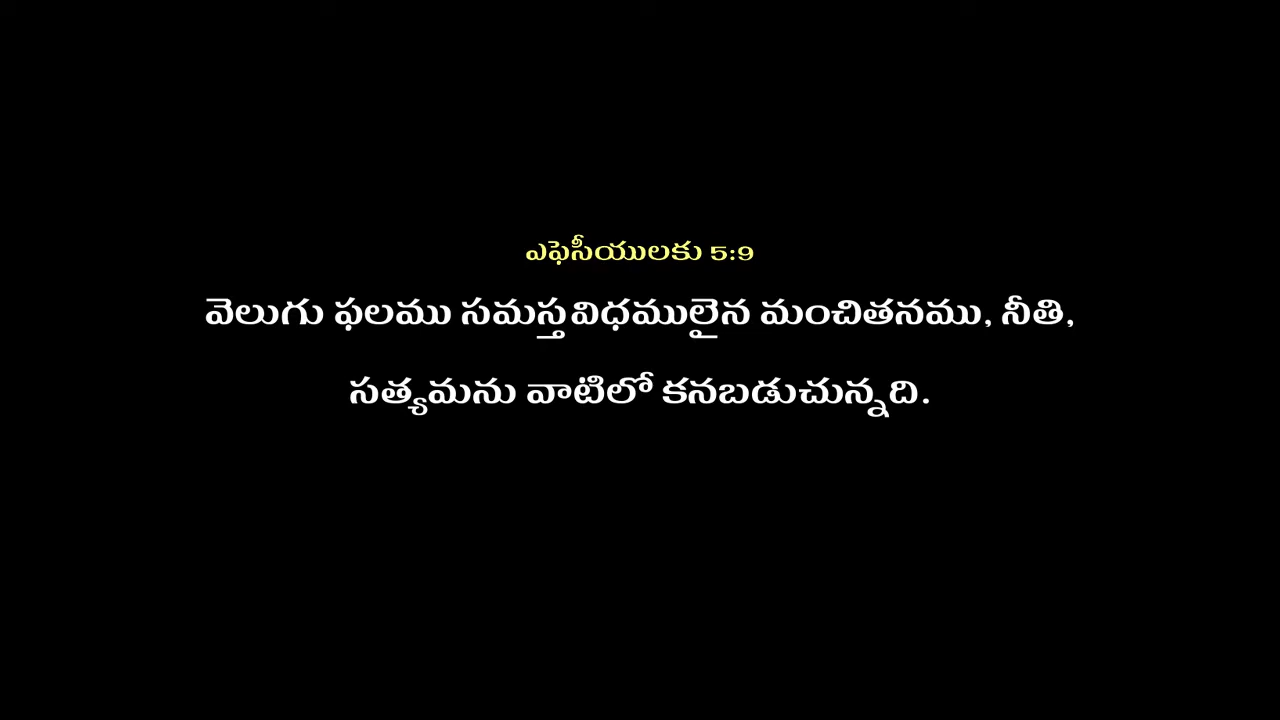 ఎఫెసీయులకు 5:9
వెలుగు ఫలము సమస్తవిధములైన మంచితనము, నీతి,
సత్యమను వాటిలో కనబడుచున్నది.